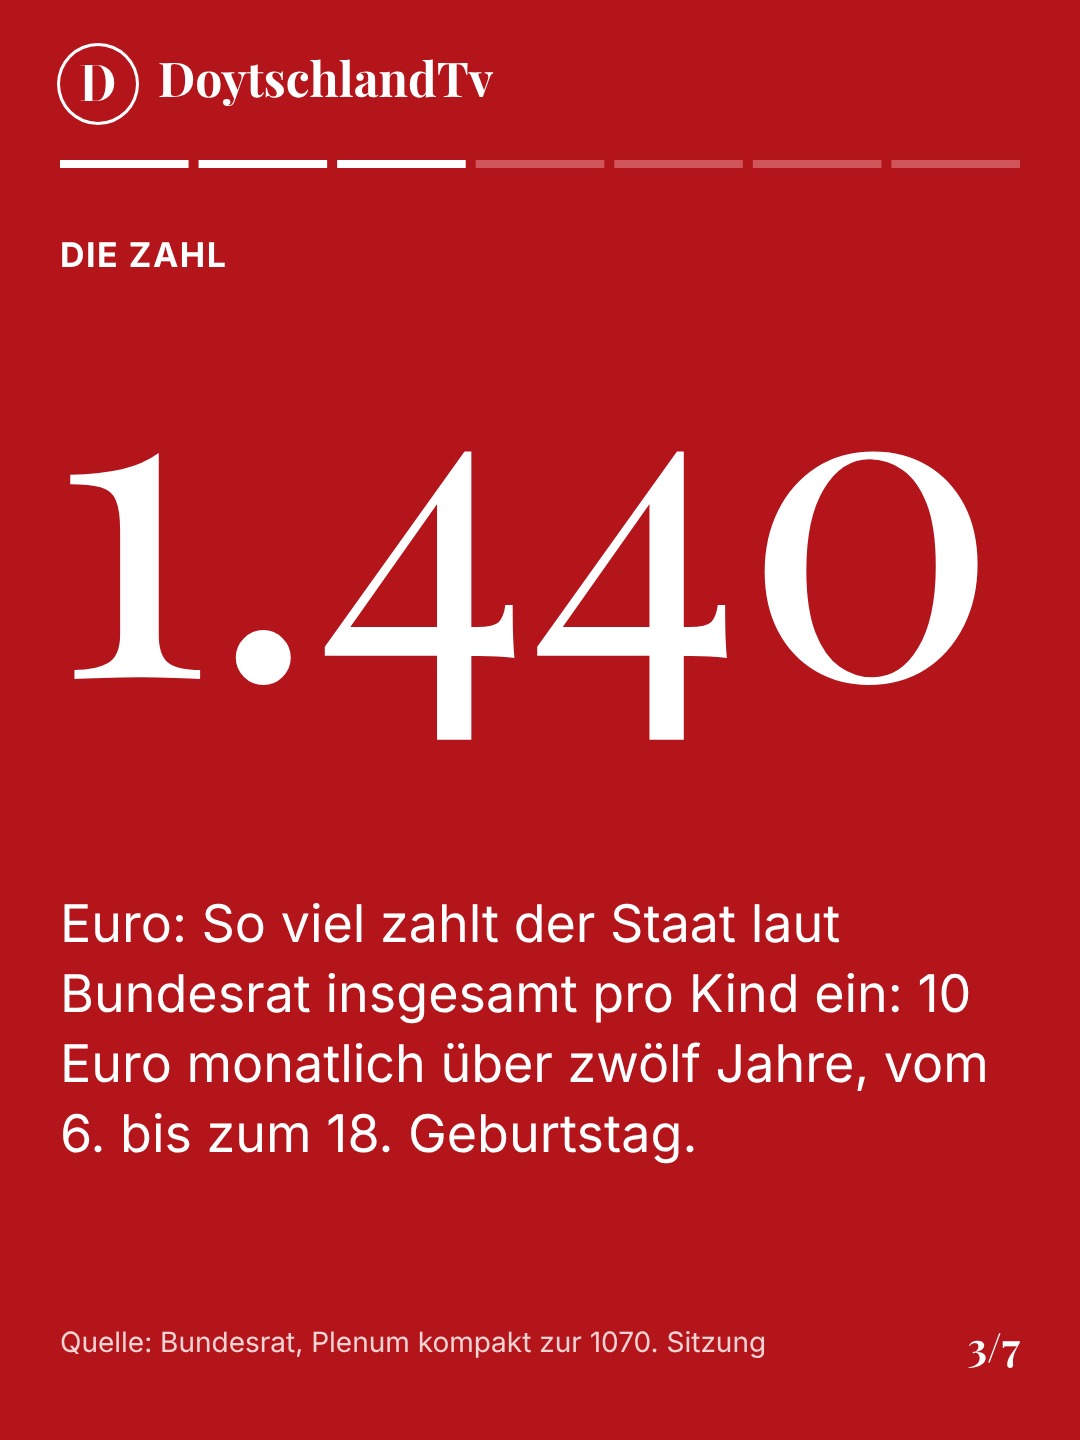 D DoytschlandTv
DIE ZAHL
1.440
Euro: So viel zahlt der Staat laut
Bundesrat insgesamt pro Kind ein: 10
Euro monatlich über zwölf Jahre, vom
6. bis zum 18. Geburtstag.
Quelle: Bundesrat, Plenum kompakt zur 1070. Sitzung
3/7